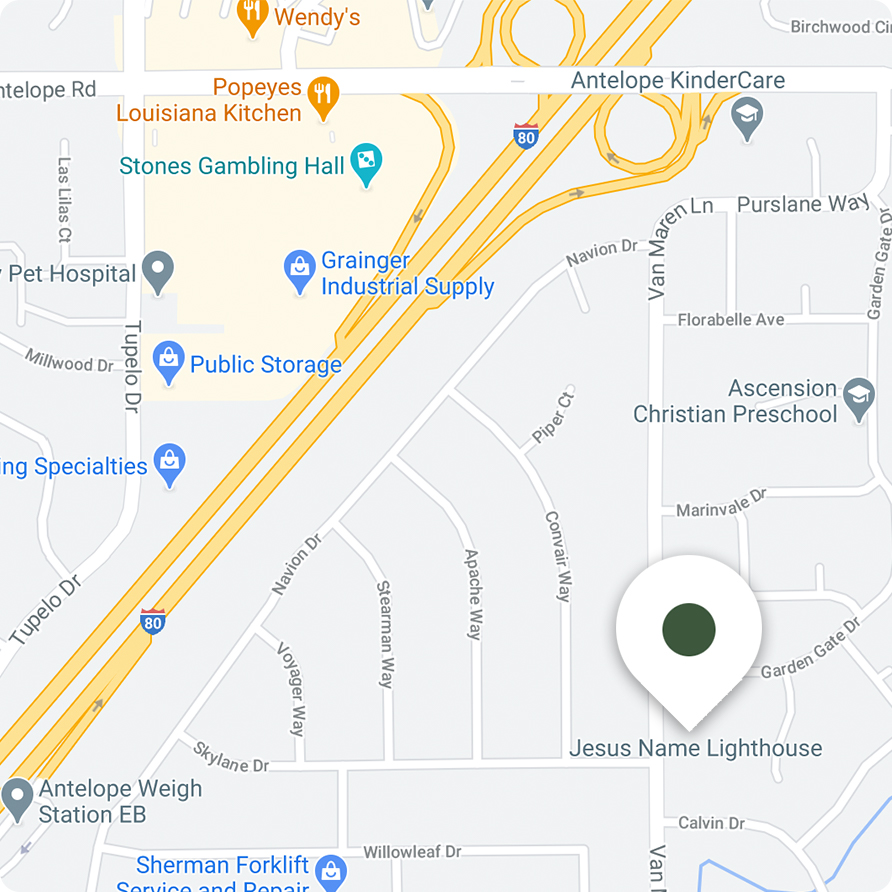 Wendy's
Birchwood Cir
ntelope Rd
Popeyes
Louisiana Kitchen
Antelope KinderCare
80
Stones Gambling Hall
Las Lilas Ct
Van Maren Ln
Purslane Way
Garden Gate Dr
Navion Dr
Pet Hospital
Grainger
Industrial Supply
Florabelle Ave
Tupelo Dr
Millwood Dr
Public Storage
Ascension
Christian Preschool
Piper Ct
ing Specialties
Marinvale Dr
Navion Dr
Convair Way
Apache Way
Stearman Way
Tupelo Dr
80
Voyager Way
Garden Gate Dr
Jesus Name Lighthouse
Skylane Dr
Antelope Weigh
Station EB
Calvin Dr
Willowleaf Dr
Van
Sherman Forklift
Service and Repair